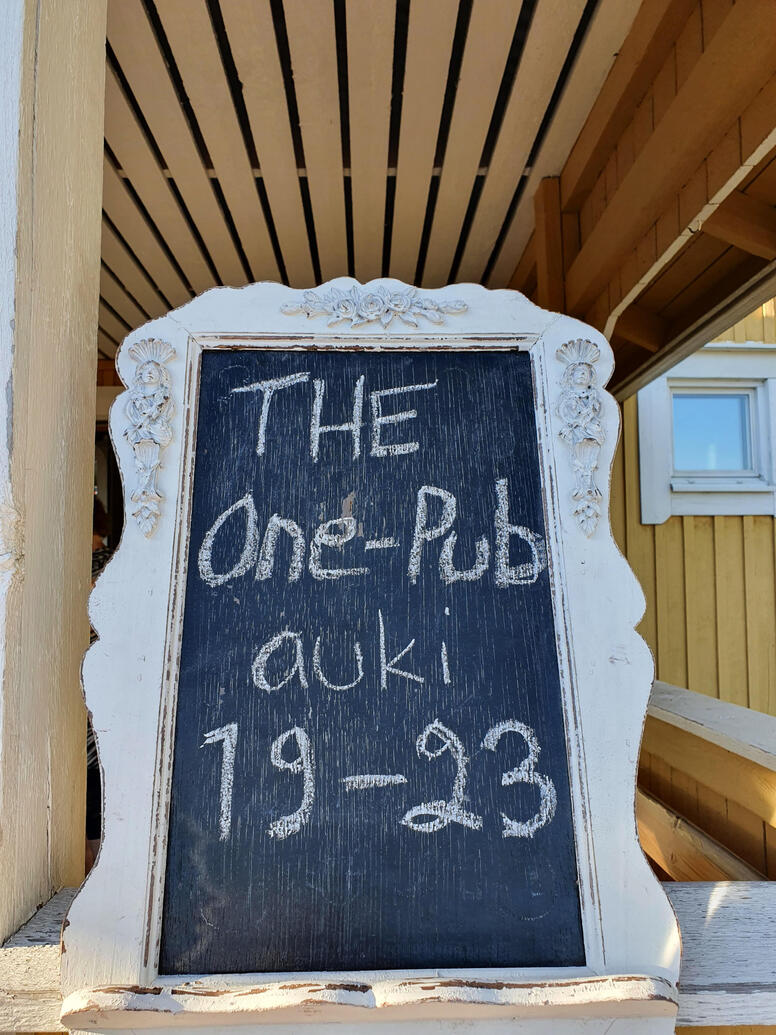 THE
One-Pub
auki
19-23